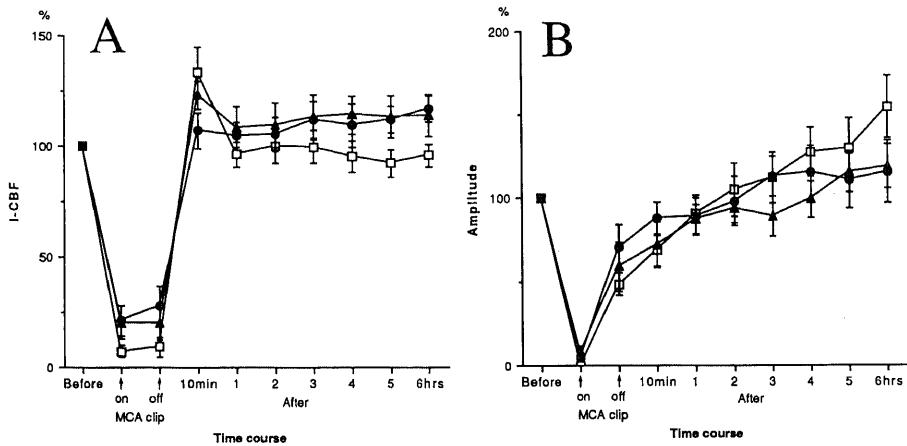 %
150
A
100
50
0
l-CBF
Before
on
off
10min
1
2
3
4
5
6hrs
MCA clip
After
Time course
%
200
B
100
0
Amplitude
Before
on
off
10min
1
2
3
4
5
6hrs
MCA clip
After
Time course